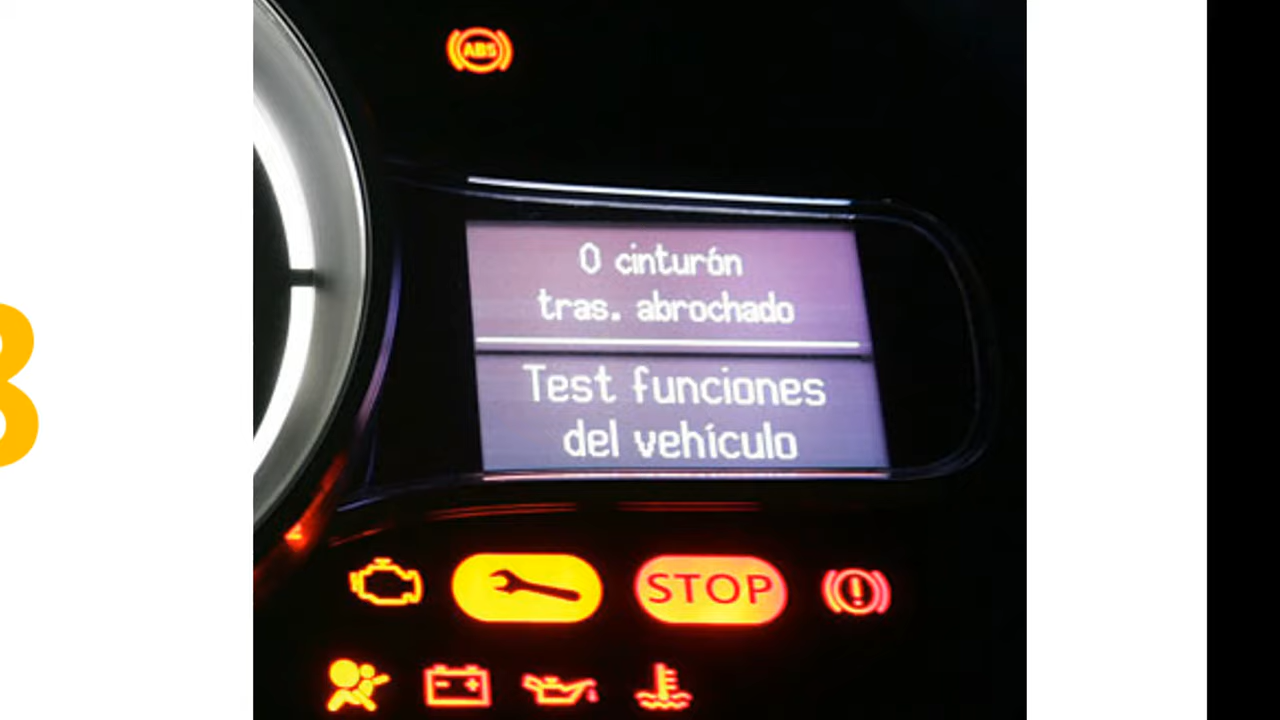 ABS
0 cinturón
tras. abrochado
Test funciones
del vehículo
STOP